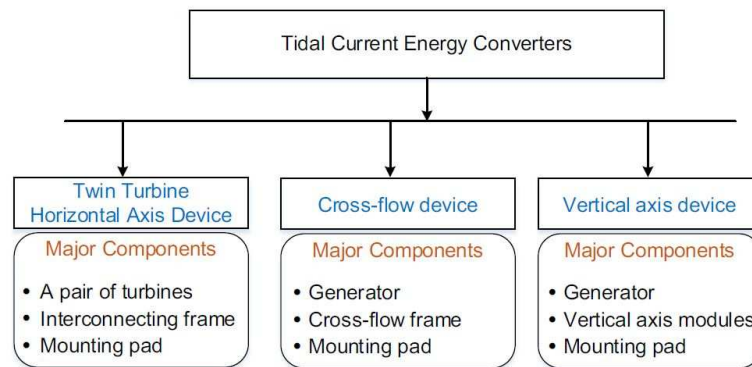 Tidal Current Energy Converters
Twin Turbine
Horizontal Axis Device
Major Components
• A pair of turbines
• Interconnecting frame
• Mounting pad
Cross-flow device
Major Components
• Generator
• Cross-flow frame
• Mounting pad
Vertical axis device
Major Components
• Generator
• Vertical axis modules
• Mounting pad